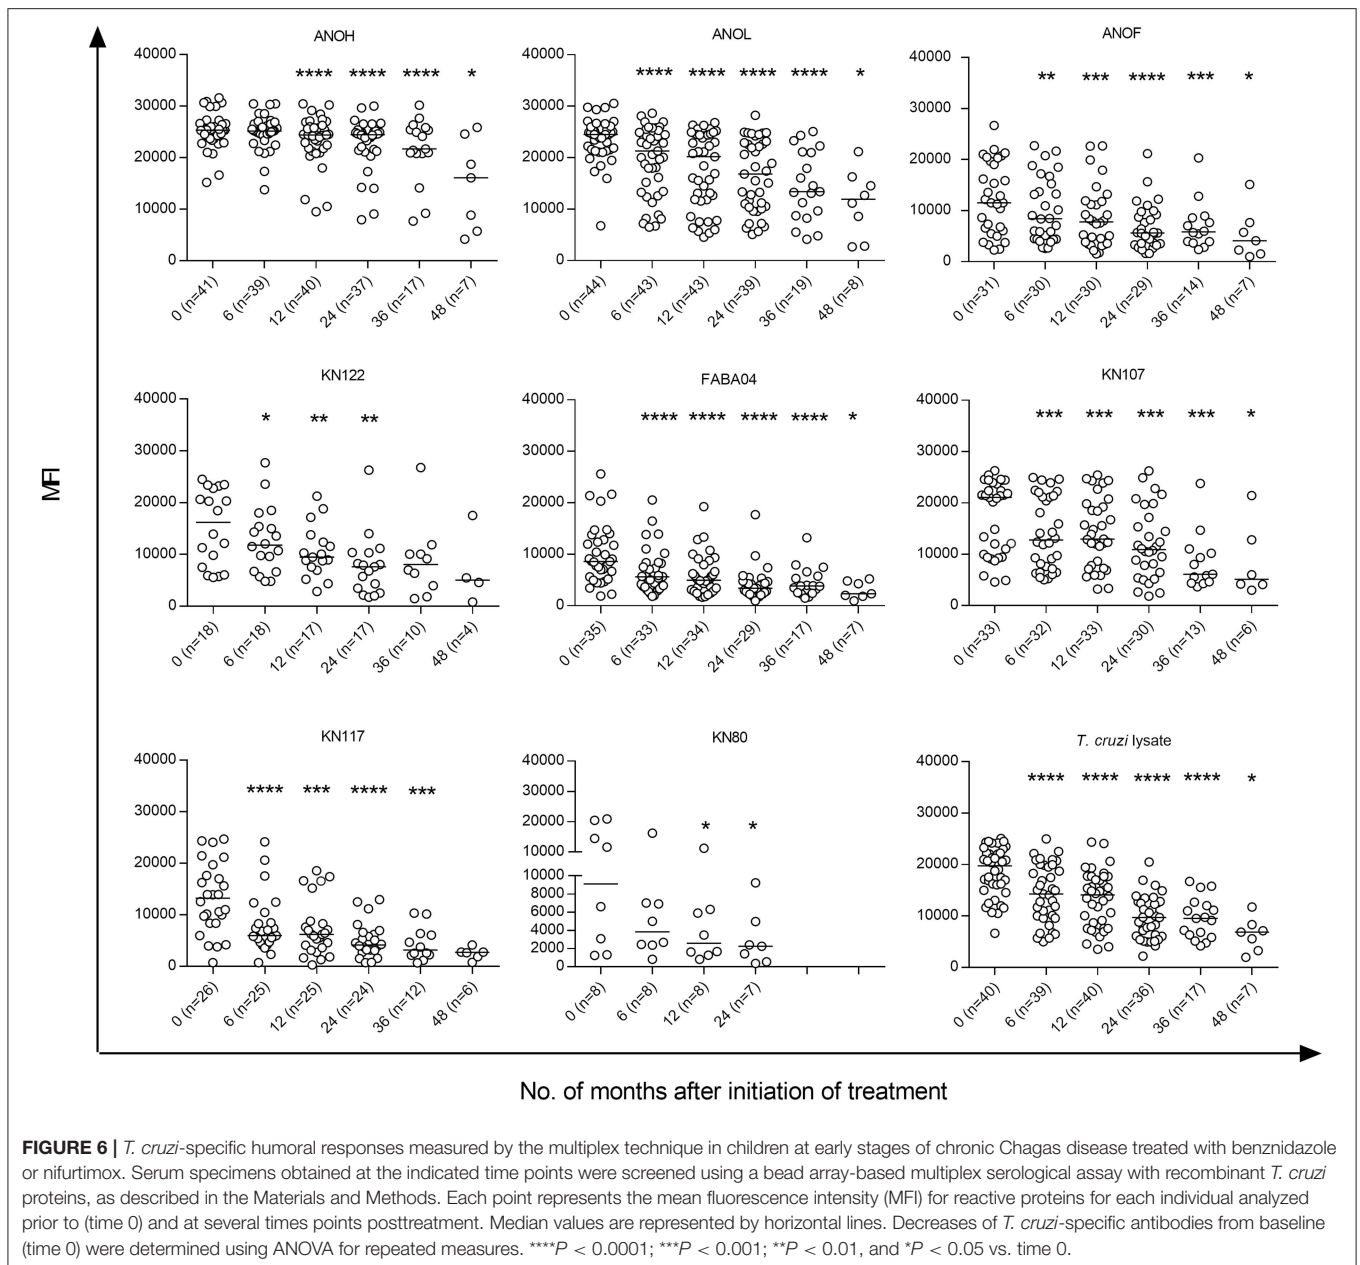 ANOH
40000
30000
20000
10000
0
**** **** **** *
0 (n=41) 6 (n=39) 12 (n=40) 24 (n=37) 36 (n=17) 48 (n=7)
ANOL
40000
30000
20000
10000
0
**** **** **** **** *
0 (n=44) 6 (n=43) 12 (n=43) 24 (n=39) 36 (n=19) 48 (n=8)
ANOF
40000
30000
20000
10000
0
** *** **** *** *
0 (n=31) 6 (n=30) 12 (n=30) 24 (n=29) 36 (n=14) 48 (n=7)
MFI
KN122
40000
30000
20000
10000
0
* ** **
0 (n=18) 6 (n=18) 12 (n=17) 24 (n=17) 36 (n=10) 48 (n=4)
FABA04
40000
30000
20000
10000
0
**** **** **** **** *
0 (n=35) 6 (n=33) 12 (n=34) 24 (n=29) 36 (n=17) 48 (n=7)
KN107
40000
30000
20000
10000
0
*** *** *** *** *
0 (n=33) 6 (n=32) 12 (n=33) 24 (n=30) 36 (n=13) 48 (n=6)
KN117
40000
30000
20000
10000
0
**** *** **** ***
0 (n=26) 6 (n=25) 12 (n=25) 24 (n=24) 36 (n=12) 48 (n=6)
KN80
40000
30000
20000
10000
10000
8000
6000
4000
2000
0
* *
0 (n=8) 6 (n=8) 12 (n=8) 24 (n=7)
T. cruzi lysate
40000
30000
20000
10000
0
**** **** **** **** *
0 (n=40) 6 (n=39) 12 (n=40) 24 (n=36) 36 (n=17) 48 (n=7)
No. of months after initiation of treatment
FIGURE 6 | T. cruzi-specific humoral responses measured by the multiplex technique in children at early stages of chronic Chagas disease treated with benznidazole
or nifurtimox. Serum specimens obtained at the indicated time points were screened using a bead array-based multiplex serological assay with recombinant T. cruzi
proteins, as described in the Materials and Methods. Each point represents the mean fluorescence intensity (MFI) for reactive proteins for each individual analyzed
prior to (time 0) and at several times points posttreatment. Median values are represented by horizontal lines. Decreases of T. cruzi-specific antibodies from baseline
(time 0) were determined using ANOVA for repeated measures. ****P < 0.0001; ***P < 0.001; **P < 0.01, and *P < 0.05 vs. time 0.